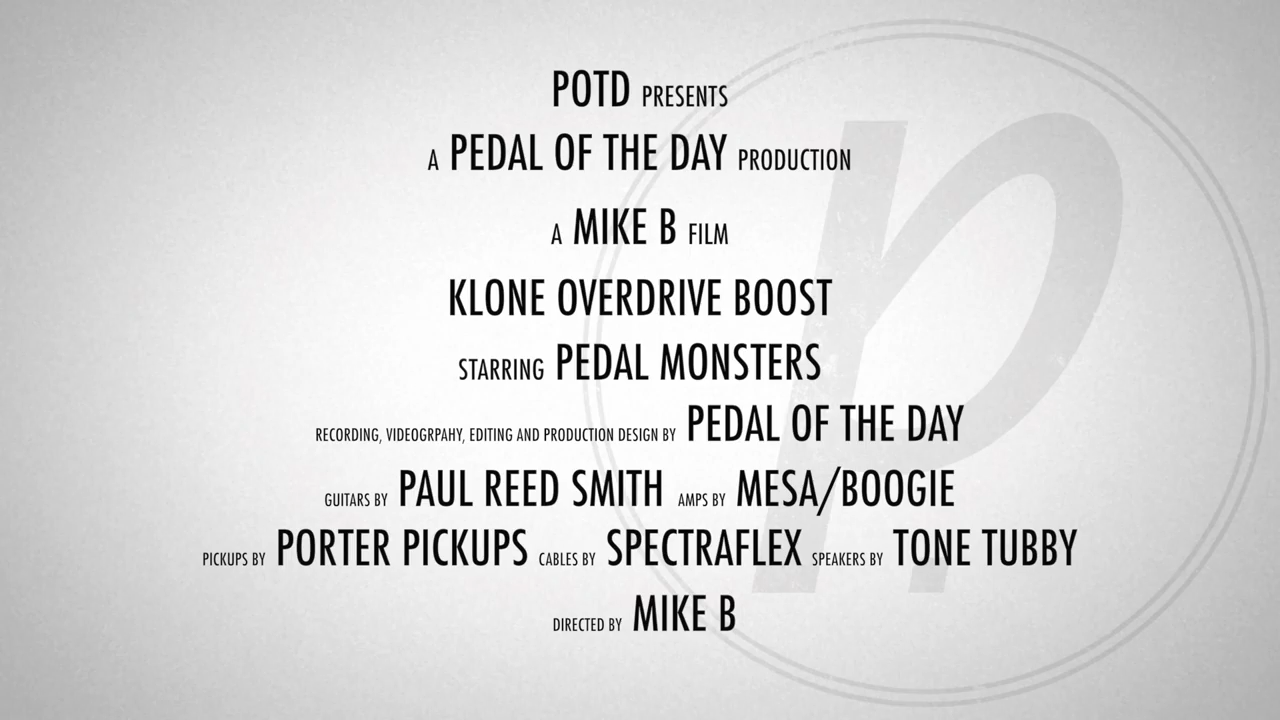 POTD PRESENTS
A PEDAL OF THE DAY PRODUCTION
A MIKE B FILM
KLONE OVERDRIVE BOOST
STARRING PEDAL MONSTERS
RECORDING, VIDEOGRPAHY, EDITING AND PRODUCTION DESIGN BY PEDAL OF THE DAY
GUITARS BY PAUL REED SMITH AMPS BY MESA/BOOGIE
PICKUPS BY PORTER PICKUPS CABLES BY SPECTRAFLEX SPEAKERS BY TONE TUBBY
DIRECTED BY MIKE B